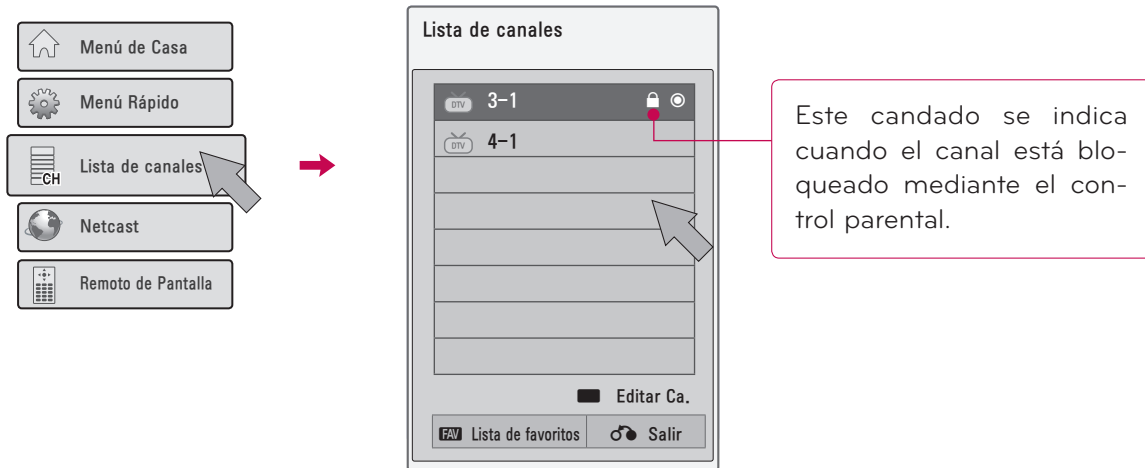 Menú de Casa
Menú Rápido
CH Lista de canales
Netcast
Remoto de Pantalla
Lista de canales
DTV 3-1
DTV 4-1
Editar Ca.
FAV Lista de favoritos Salir
Este candado se indica
cuando el canal está blo-
queado mediante el con-
trol parental.